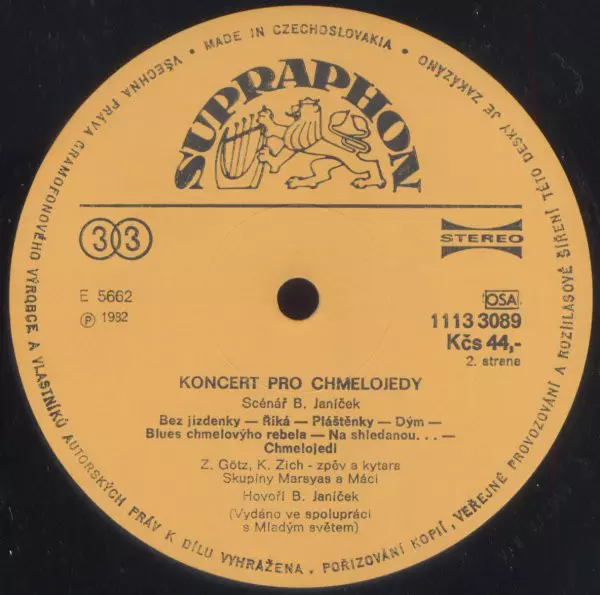 VŠECHNA PRÁVA GRAMOFONOVÉHO VÝROBCE A VLASTNÍKŮ AUTORSKÝCH PRÁV K DÍLU VYHRAŽENA. POŘIZOVÁNÍ KOPIÍ, VEŘEJNÉ PROVOZOVÁNÍ A ROZHLASOVÉ ŠÍŘENÍ TÉTO DESKY JE ZAKÁZÁNO
• MADE IN CZECHOSLOVAKIA •
SUPRAPHON
33
STEREO
E 5662
Ⓟ 1982
OSA
1113 3089
Kčs 44,-
2. strana
KONCERT PRO CHMELOJEDY
Scénář B. Janíček
Bez jízdenky — Říká — Pláštěnky — Dým —
Blues chmelovýho rebela — Na shledanou. . . —
Chmelojedi
Z. Götz, K. Zich - zpěv a kytara
Skupiny Marsyas a Máci
Hovoří B. Janíček
(Vydáno ve spolupráci
s Mladým světem)